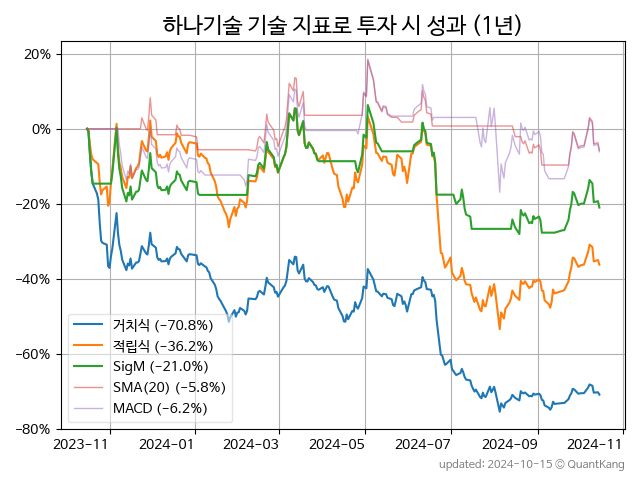 하나기술 기술 지표로 투자 시 성과 (1년)
20%
0%
−20%
−40%
−60%
−80%
거치식 (−70.8%)
적립식 (−36.2%)
SigM (−21.0%)
SMA(20) (−5.8%)
MACD (−6.2%)
2023−11
2024−01
2024−03
2024−05
2024−07
2024−09
2024−11
updated: 2024-10-15 © QuantKang